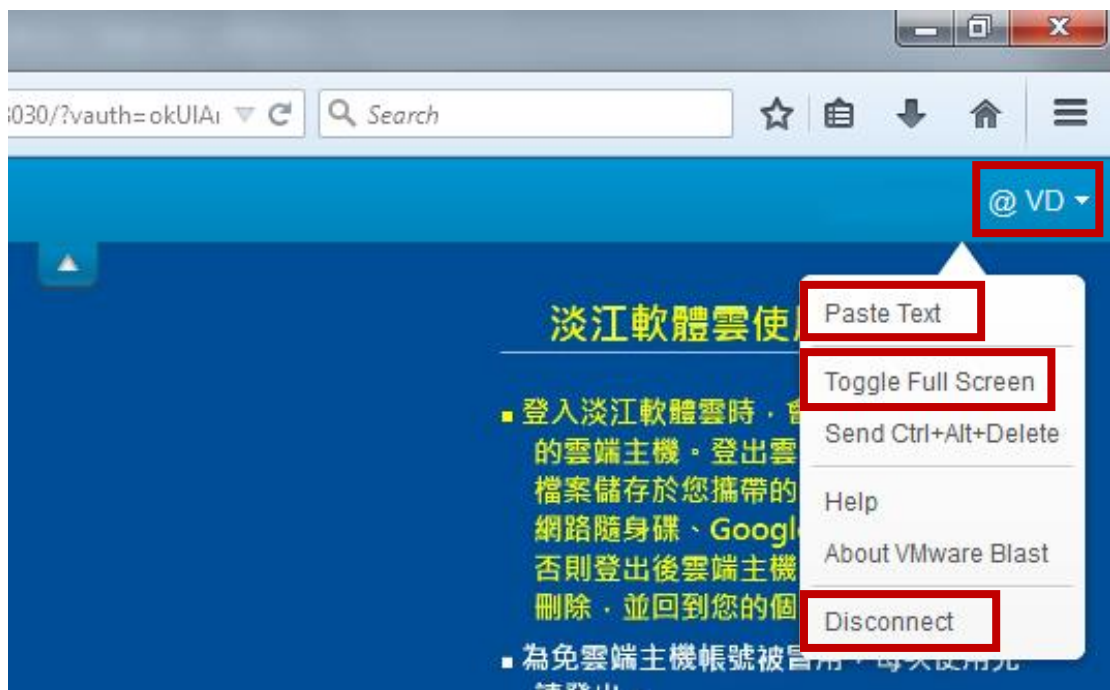 030/?vauth=okUIA
Search
@ VD
淡江軟體雲使
Paste Text
Toggle Full Screen
Send Ctrl+Alt+Delete
Help
About VMware Blast
Disconnect
登入淡江軟體雲時，
的雲端主機。登出雲
檔案儲存於您攜帶的
網路隨身碟、Googl
否則登出後雲端主機
刪除，並回到您的個
為免雲端主機帳號被冒用，每次使用完
請登出